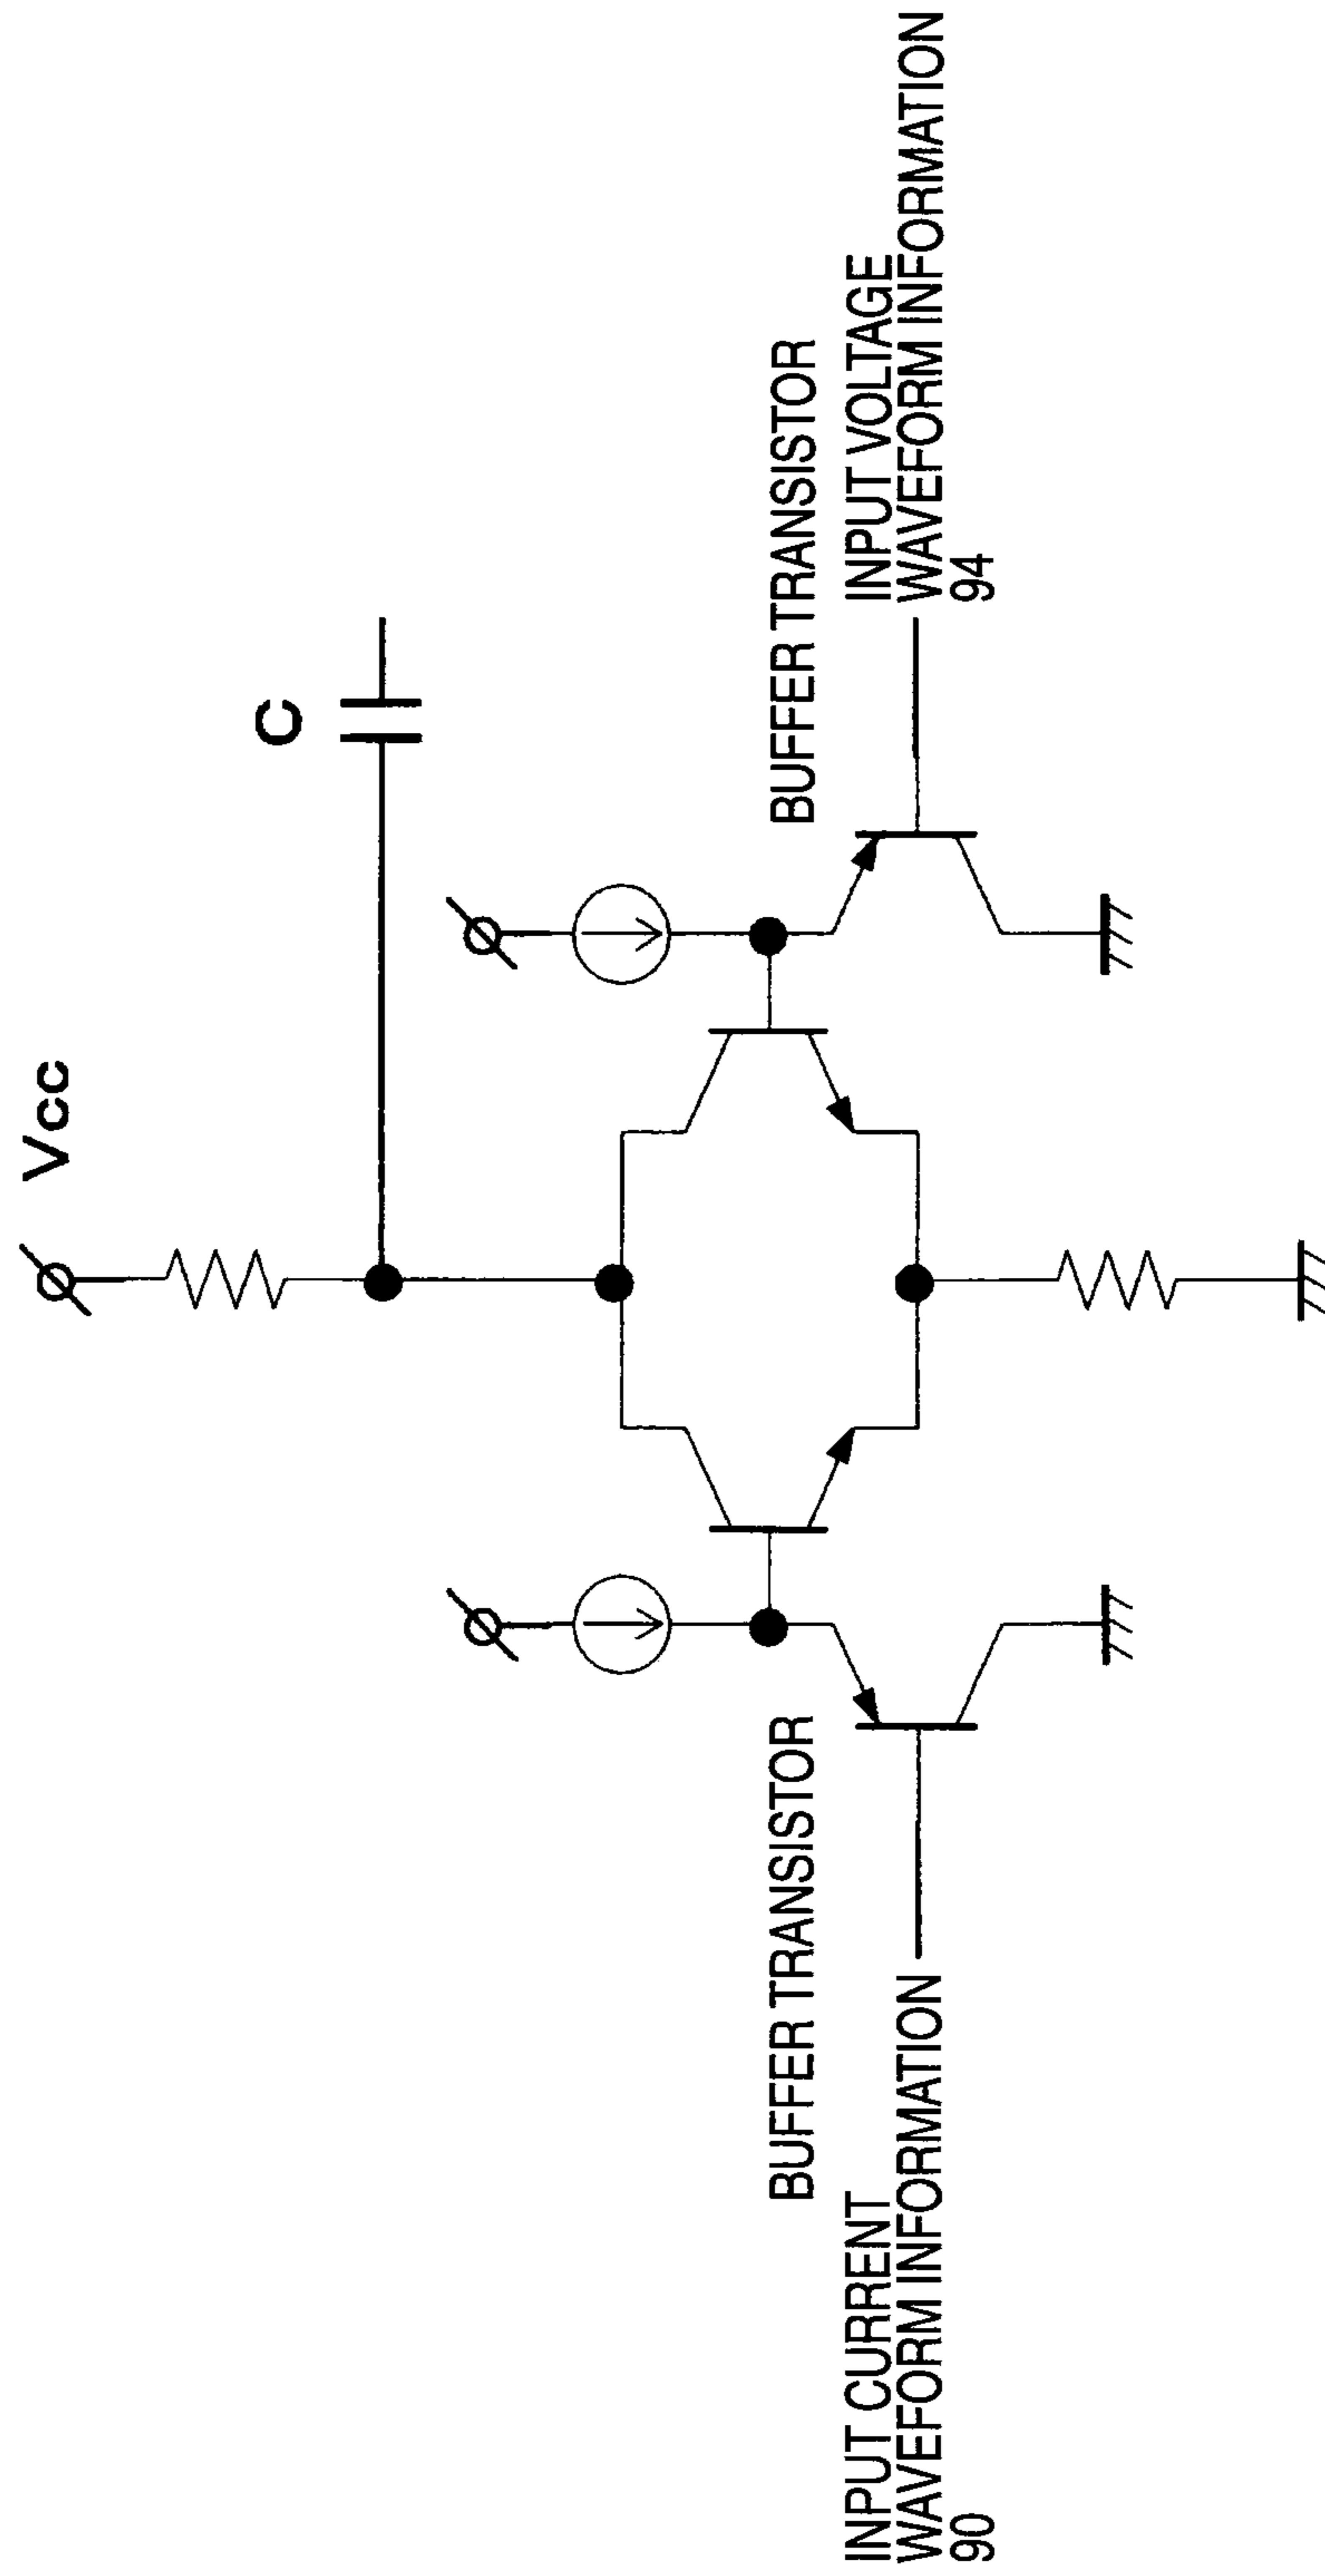 Vcc
C
BUFFER TRANSISTOR
BUFFER TRANSISTOR
INPUT CURRENT
WAVEFORM INFORMATION
90
INPUT VOLTAGE
WAVEFORM INFORMATION
94